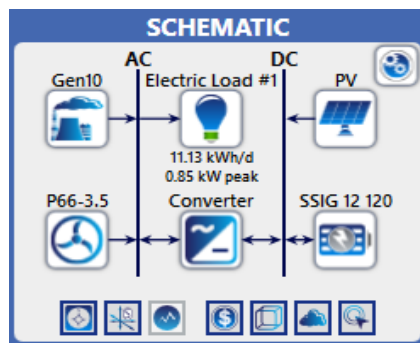 SCHEMATIC
AC DC
Gen10 Electric Load #1 PV
11.13 kWh/d
0.85 kW peak
P66-3.5 Converter SSIG 12 120